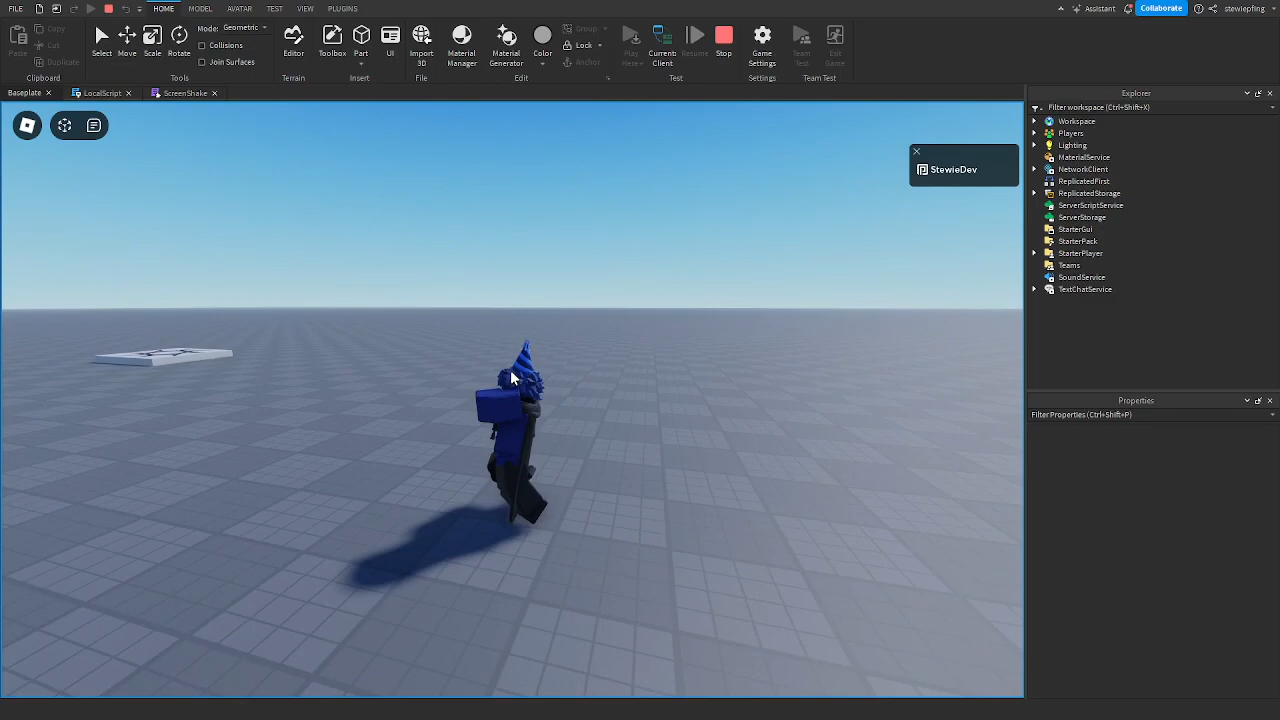 FILE
HOME MODEL AVATAR TEST VIEW PLUGINS
Assistant
Collaborate
stewiepfing
Paste
Copy
Cut
Duplicate
Clipboard
Select
Move
Scale
Rotate
Mode: Geometric
Collisions
Join Surfaces
Tools
Editor
Terrain
Toolbox
Part
UI
Insert
Import
3D
File
Material
Manager
Material
Generator
Color
Group
Lock
Anchor
Edit
Play
Here
Current:
Client
Resume
Stop
Test
Game
Settings
Settings
Team
Test
Exit
Game
Team Test
Baseplate × LocalScript × ScreenShake ×
StewieDev
Explorer
Filter workspace (Ctrl+Shift+X)
Workspace
Players
Lighting
MaterialService
NetworkClient
ReplicatedFirst
ReplicatedStorage
ServerScriptService
ServerStorage
StarterGui
StarterPack
StarterPlayer
Teams
SoundService
TextChatService
Properties
Filter Properties (Ctrl+Shift+P)